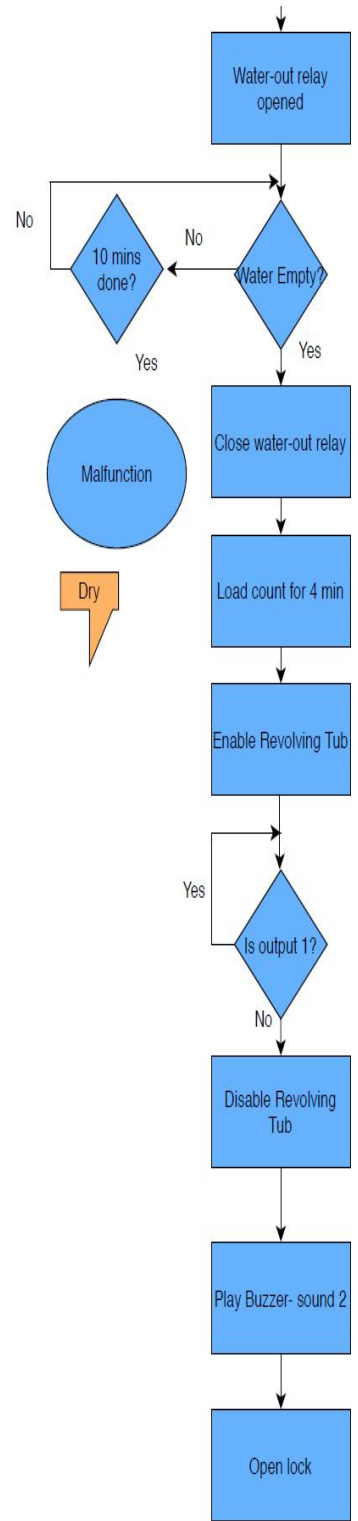 Water-out relay
opened
No
10 mins
done?
No
Water Empty?
Yes
Yes
Malfunction
Close water-out relay
Dry
Load count for 4 min
Enable Revolving Tub
Yes
Is output 1?
No
Disable Revolving
Tub
Play Buzzer- sound 2
Open lock